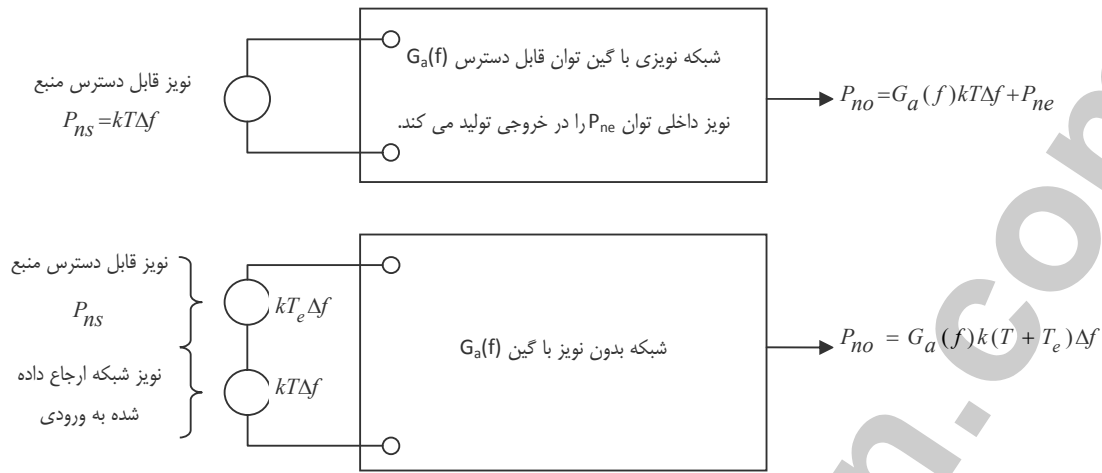 شبکه نویزی با گین توان قابل دسترس Gₐ(f)
نویز قابل دسترس منبع
Pₙₛ=kTΔf
نویز داخلی توان Pₙₑ را در خروجی تولید می کند.
Pₙₒ=Gₐ(f)kTΔf+Pₙₑ
نویز قابل دسترس منبع
Pₙₛ
kTₑΔf
شبکه بدون نویز با گین Gₐ(f)
Pₙₒ = Gₐ(f)k(T+Tₑ)Δf
نویز شبکه ارجاع داده
شده به ورودی
kTΔf